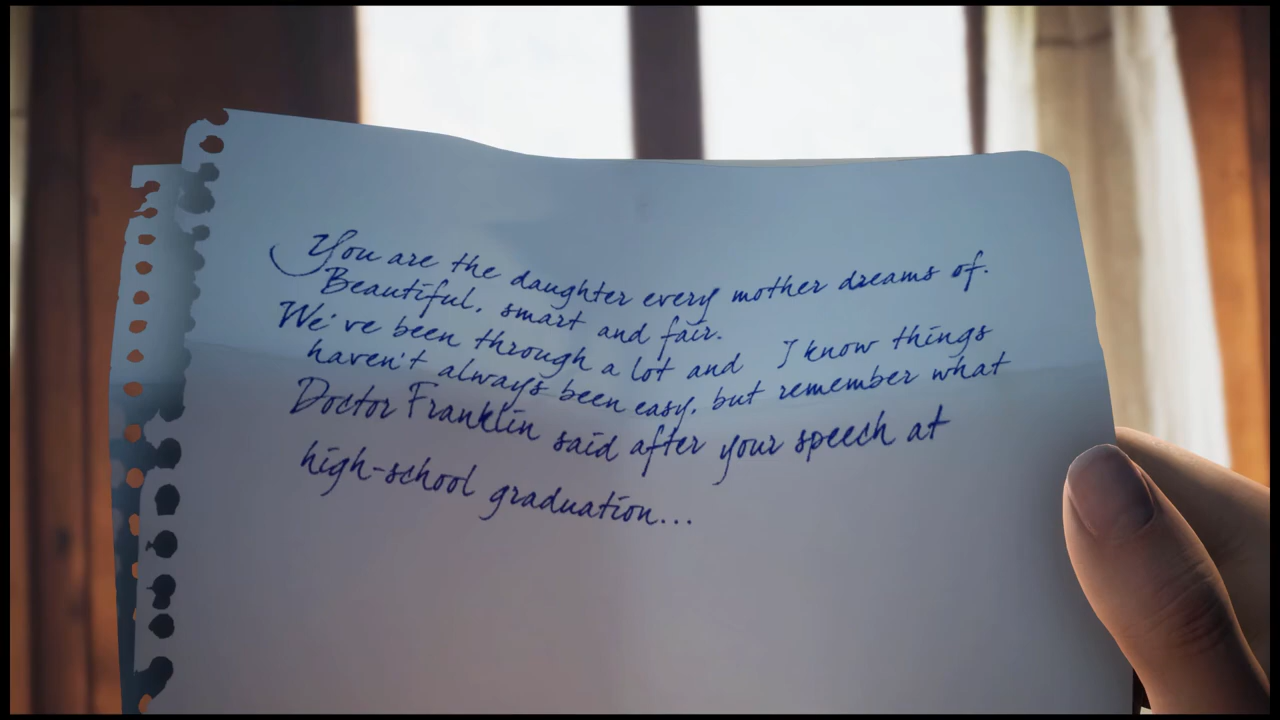 You are the daughter every mother dreams of.
Beautiful, smart and fair.
We've been through a lot and I know things
haven't always been easy, but remember what
Doctor Franklin said after your speech at
high-school graduation...